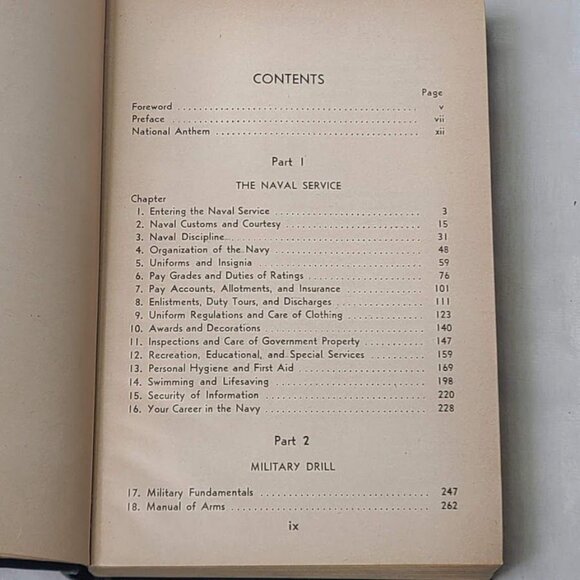 CONTENTS
Page
Foreword . . . . . . . . . . . . . . . . . . . . . . . . . . . . . . v
Preface . . . . . . . . . . . . . . . . . . . . . . . . . . . . . . vii
National Anthem . . . . . . . . . . . . . . . . . . . . . . . . . . xii
Part 1
THE NAVAL SERVICE
Chapter
1. Entering the Naval Service . . . . . . . . . . . . . . . . . . . 3
2. Naval Customs and Courtesy . . . . . . . . . . . . . . . . . . . 15
3. Naval Discipline . . . . . . . . . . . . . . . . . . . . . . . . 31
4. Organization of the Navy . . . . . . . . . . . . . . . . . . . . 48
5. Uniforms and Insignia . . . . . . . . . . . . . . . . . . . . . . 59
6. Pay Grades and Duties of Ratings . . . . . . . . . . . . . . . . 76
7. Pay Accounts, Allotments, and Insurance . . . . . . . . . . . . . 101
8. Enlistments, Duty Tours, and Discharges . . . . . . . . . . . . . 111
9. Uniform Regulations and Care of Clothing . . . . . . . . . . . . 123
10. Awards and Decorations . . . . . . . . . . . . . . . . . . . . . 140
11. Inspections and Care of Government Property . . . . . . . . . . 147
12. Recreation, Educational, and Special Services . . . . . . . . . 159
13. Personal Hygiene and First Aid . . . . . . . . . . . . . . . . . 169
14. Swimming and Lifesaving . . . . . . . . . . . . . . . . . . . . 198
15. Security of Information . . . . . . . . . . . . . . . . . . . . 220
16. Your Career in the Navy . . . . . . . . . . . . . . . . . . . . 228
Part 2
MILITARY DRILL
17. Military Fundamentals . . . . . . . . . . . . . . . . . . . . . 247
18. Manual of Arms . . . . . . . . . . . . . . . . . . . . . . . . . 262
ix